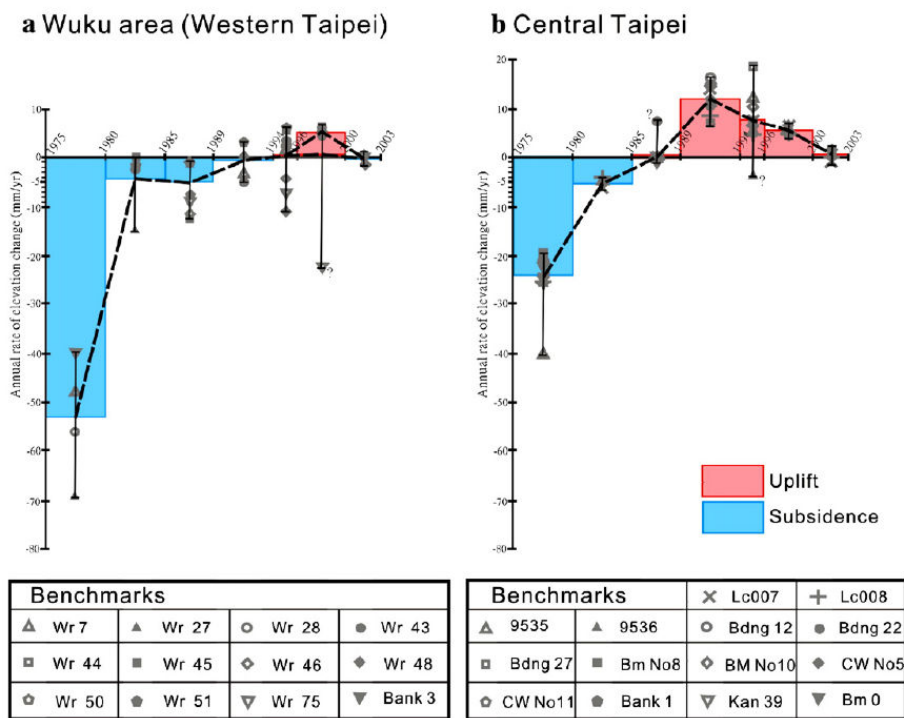 a Wuku area (Western Taipei)
Annual rate of elevation change (mm/yr)
10
0
-5
-10
-20
-30
-40
-50
-60
-70
-80
1975
1980
1985
1989
1994
2000
2003
?
b Central Taipei
Annual rate of elevation change (mm/yr)
20
10
0
-5
-10
-20
-30
-40
-50
-60
-70
-80
1975
1980
1985
1989
1994
1996
2000
2003
?
?
Uplift
Subsidence
Benchmarks
Wr 7 Wr 27 Wr 28 Wr 43
Wr 44 Wr 45 Wr 46 Wr 48
Wr 50 Wr 51 Wr 75 Bank 3
Benchmarks Lc007 Lc008
9535 9536 Bdng 12 Bdng 22
Bdng 27 Bm No8 BM No10 CW No5
CW No11 Bank 1 Kan 39 Bm 0